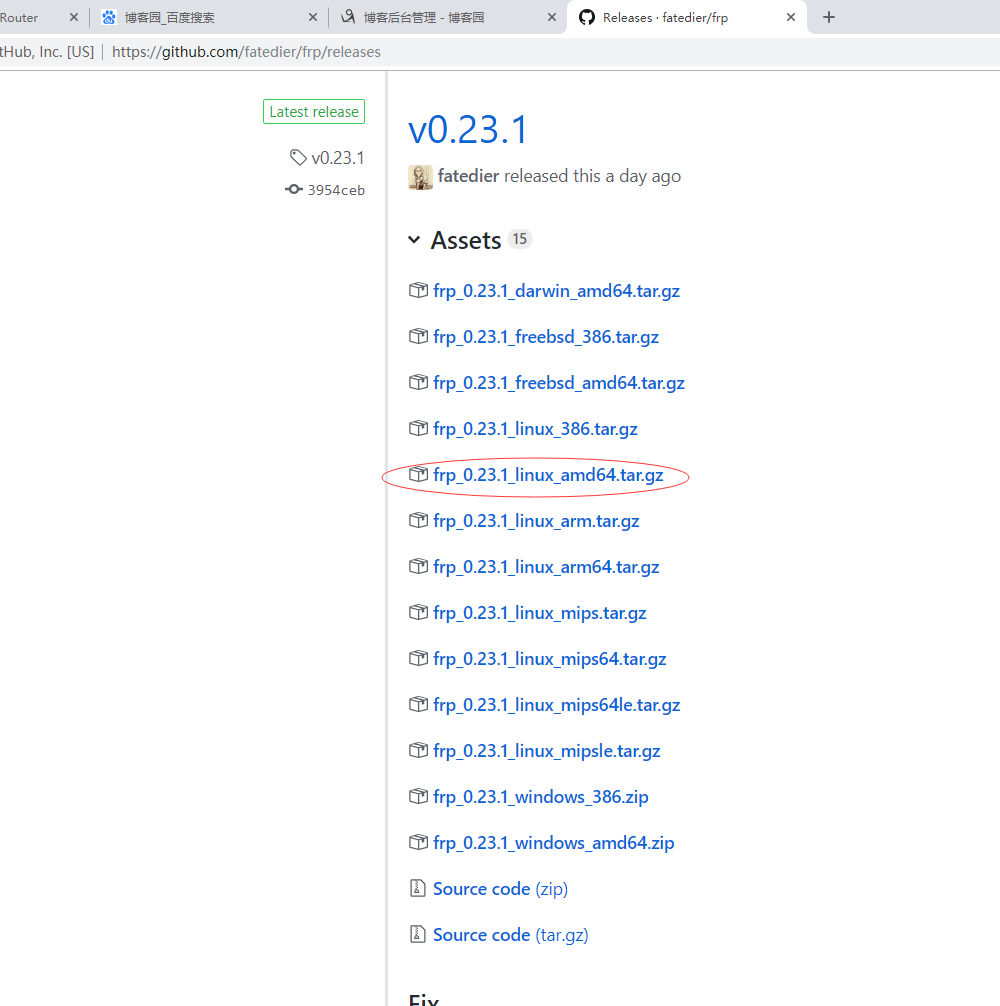 Router
博客园_百度搜索
博客后台管理 - 博客园
Releases · fatedier/frp
tHub, Inc. [US] | https://github.com/fatedier/frp/releases
Latest release
v0.23.1
3954ceb
v0.23.1
fatedier released this a day ago
Assets 15
frp_0.23.1_darwin_amd64.tar.gz
frp_0.23.1_freebsd_386.tar.gz
frp_0.23.1_freebsd_amd64.tar.gz
frp_0.23.1_linux_386.tar.gz
frp_0.23.1_linux_amd64.tar.gz
frp_0.23.1_linux_arm.tar.gz
frp_0.23.1_linux_arm64.tar.gz
frp_0.23.1_linux_mips.tar.gz
frp_0.23.1_linux_mips64.tar.gz
frp_0.23.1_linux_mips64le.tar.gz
frp_0.23.1_linux_mipsle.tar.gz
frp_0.23.1_windows_386.zip
frp_0.23.1_windows_amd64.zip
Source code (zip)
Source code (tar.gz)
Fix